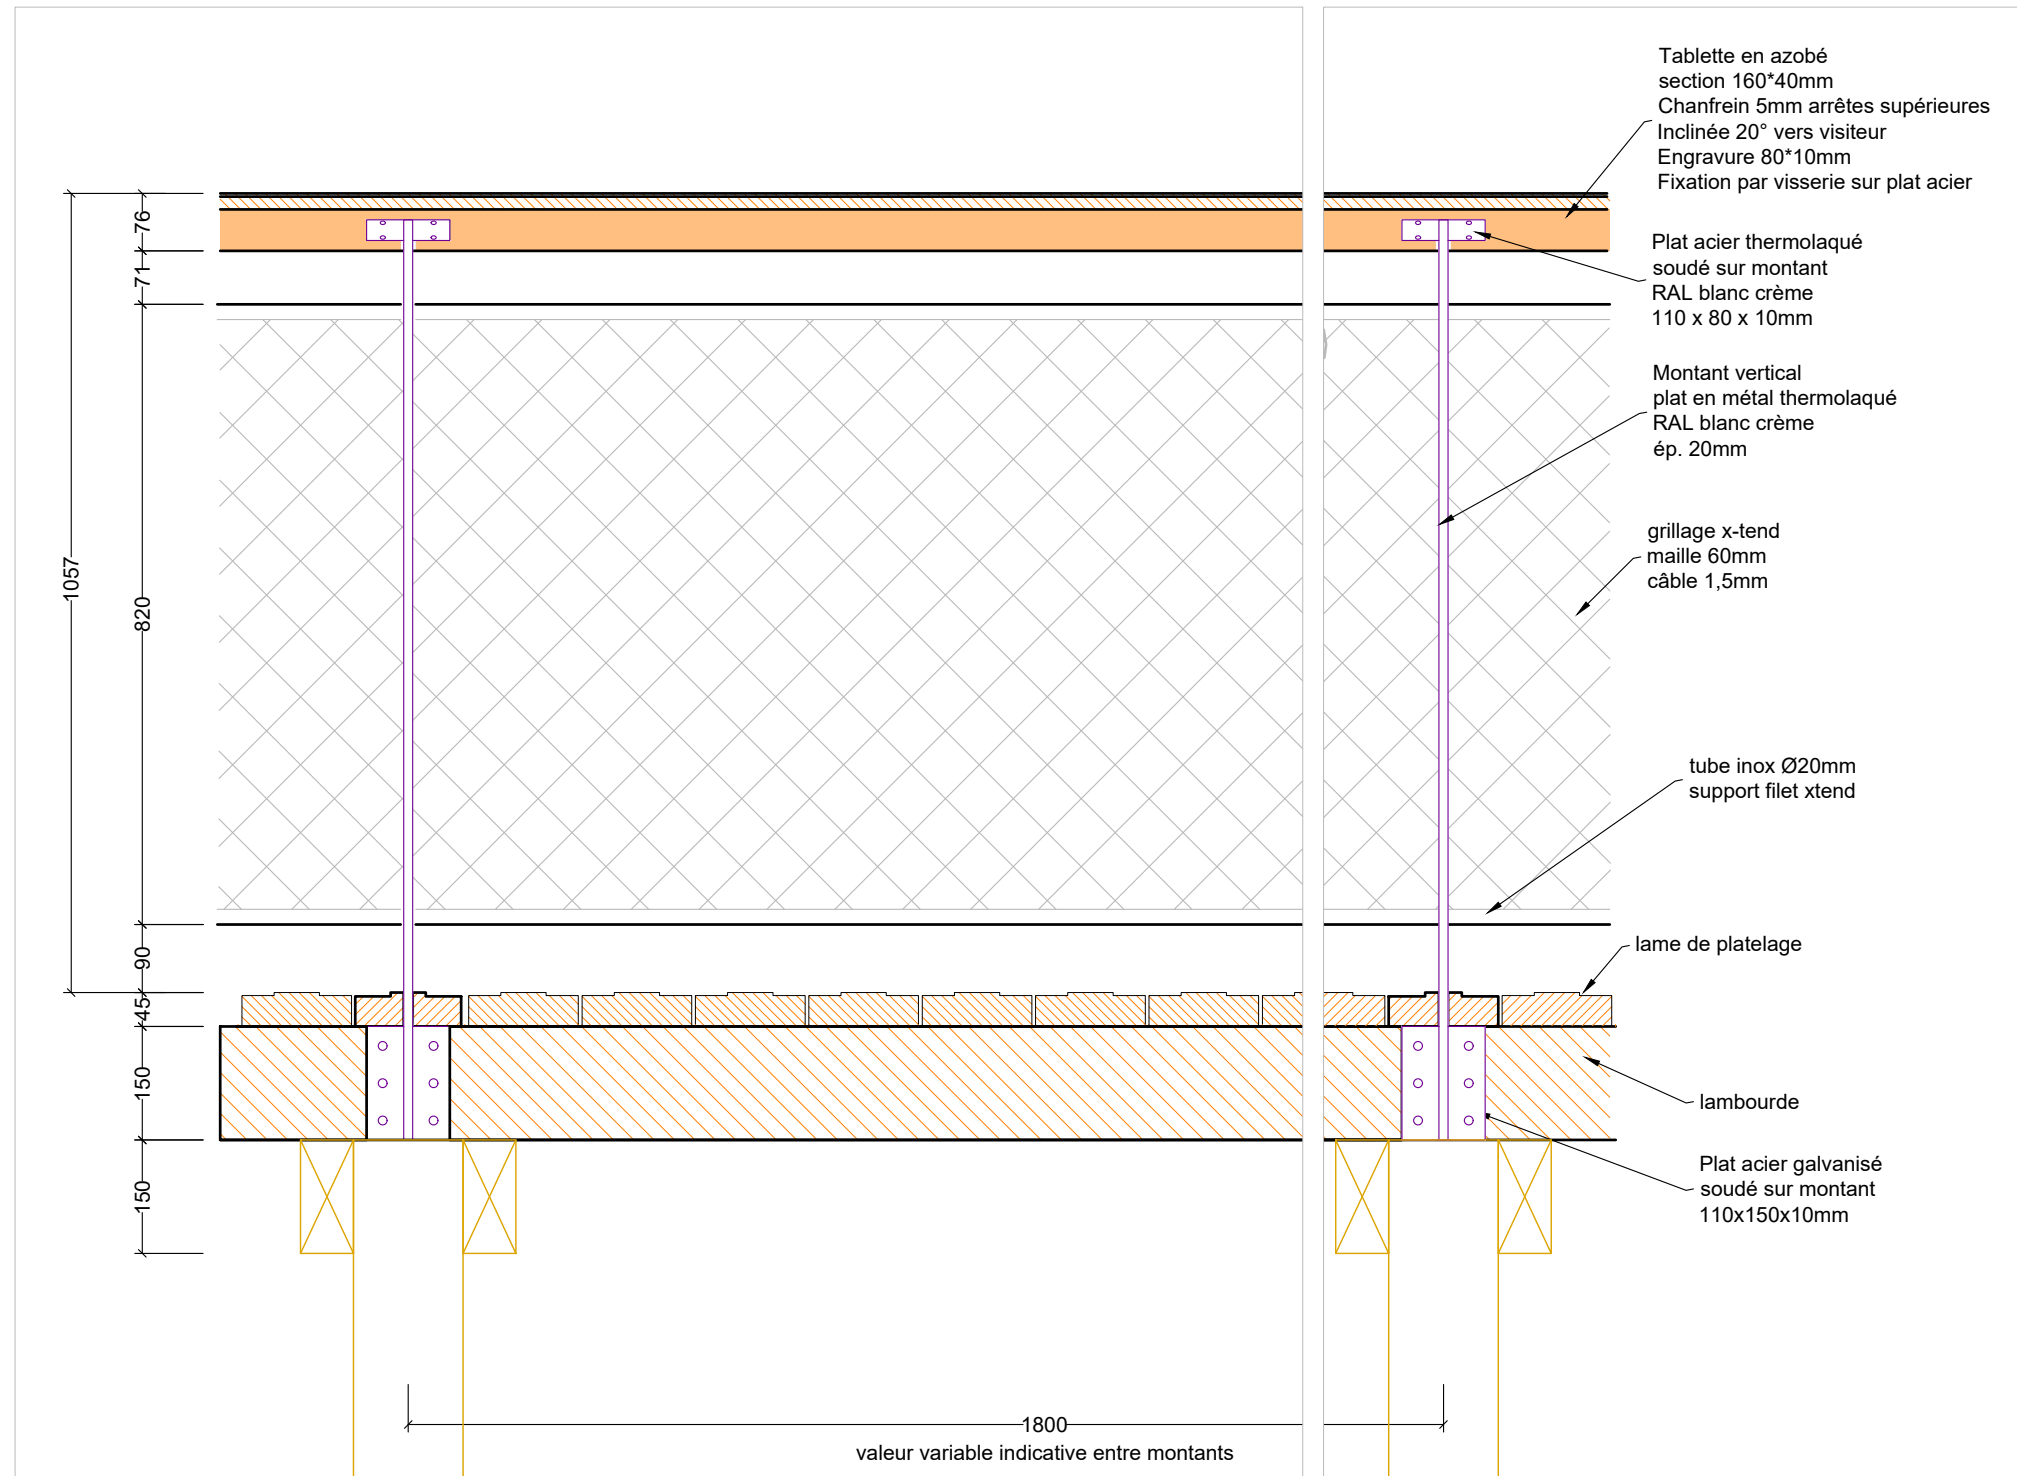 Tablette en azobé
section 160*40mm
Chanfrein 5mm arrêtes supérieures
Inclinée 20° vers visiteur
Engravure 80*10mm
Fixation par visserie sur plat acier
Plat acier thermolaqué
soudé sur montant
RAL blanc crème
110 x 80 x 10mm
Montant vertical
plat en métal thermolaqué
RAL blanc crème
ép. 20mm
grillage x-tend
maille 60mm
câble 1,5mm
tube inox Ø20mm
support filet xtend
lame de platelage
lambourde
Plat acier galvanisé
soudé sur montant
110x150x10mm
76
71
1057
820
90
45
150
150
1800
valeur variable indicative entre montants